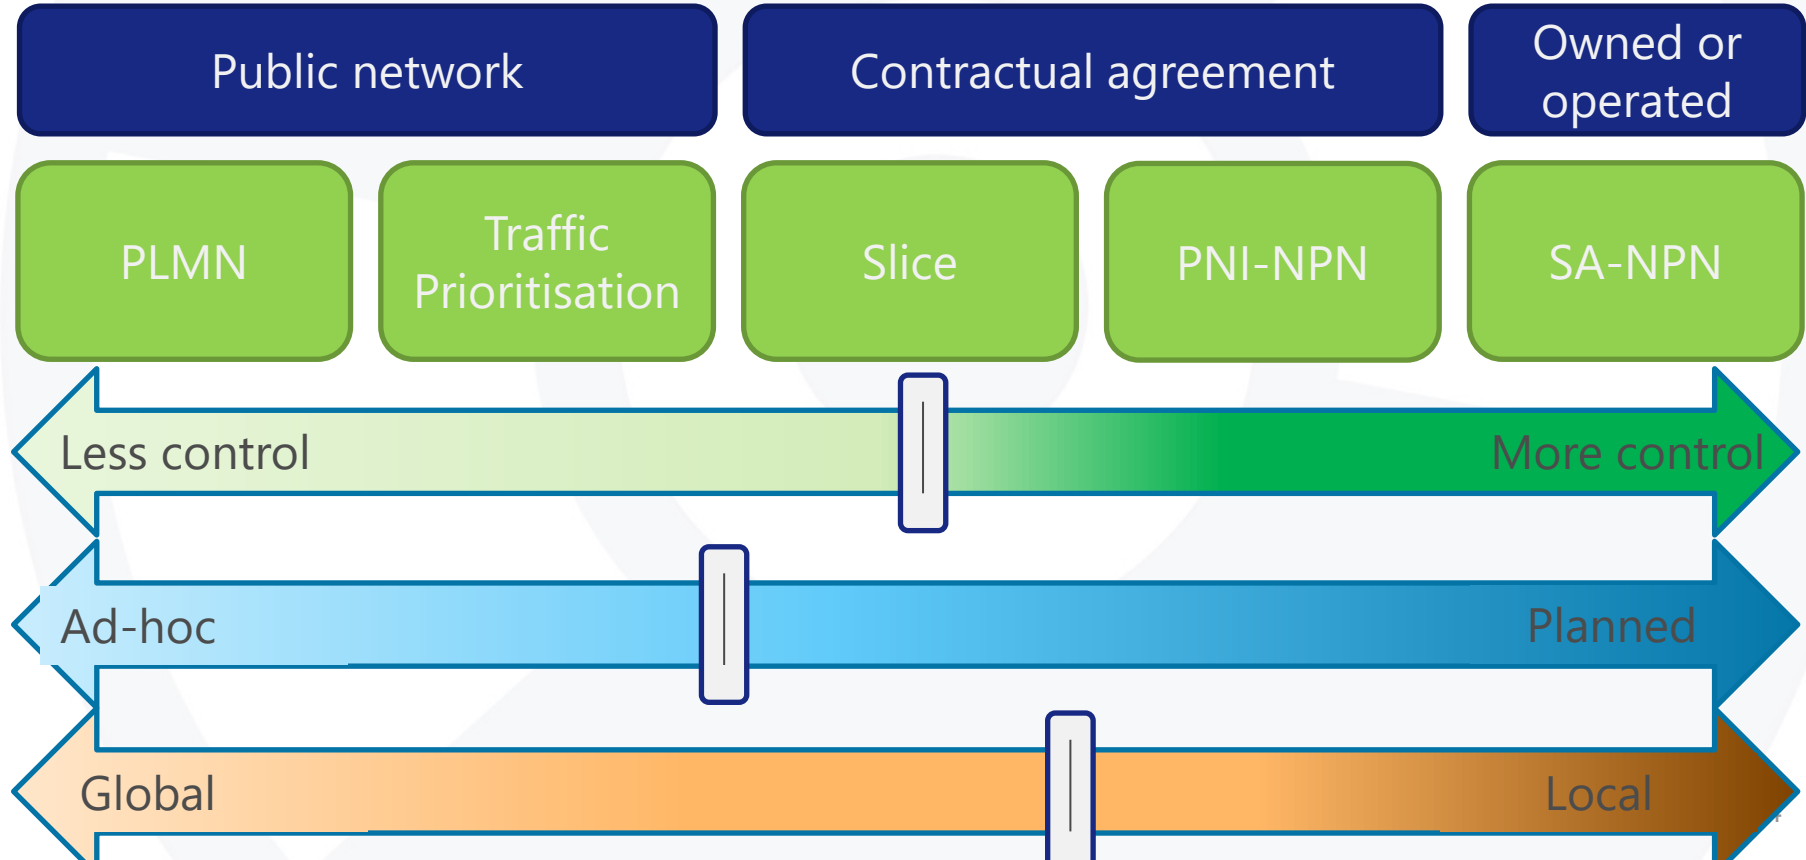 Public network
Contractual agreement
Owned or
operated
PLMN
Traffic
Prioritisation
Slice
PNI-NPN
SA-NPN
Less control
More control
Ad-hoc
Planned
Global
Local